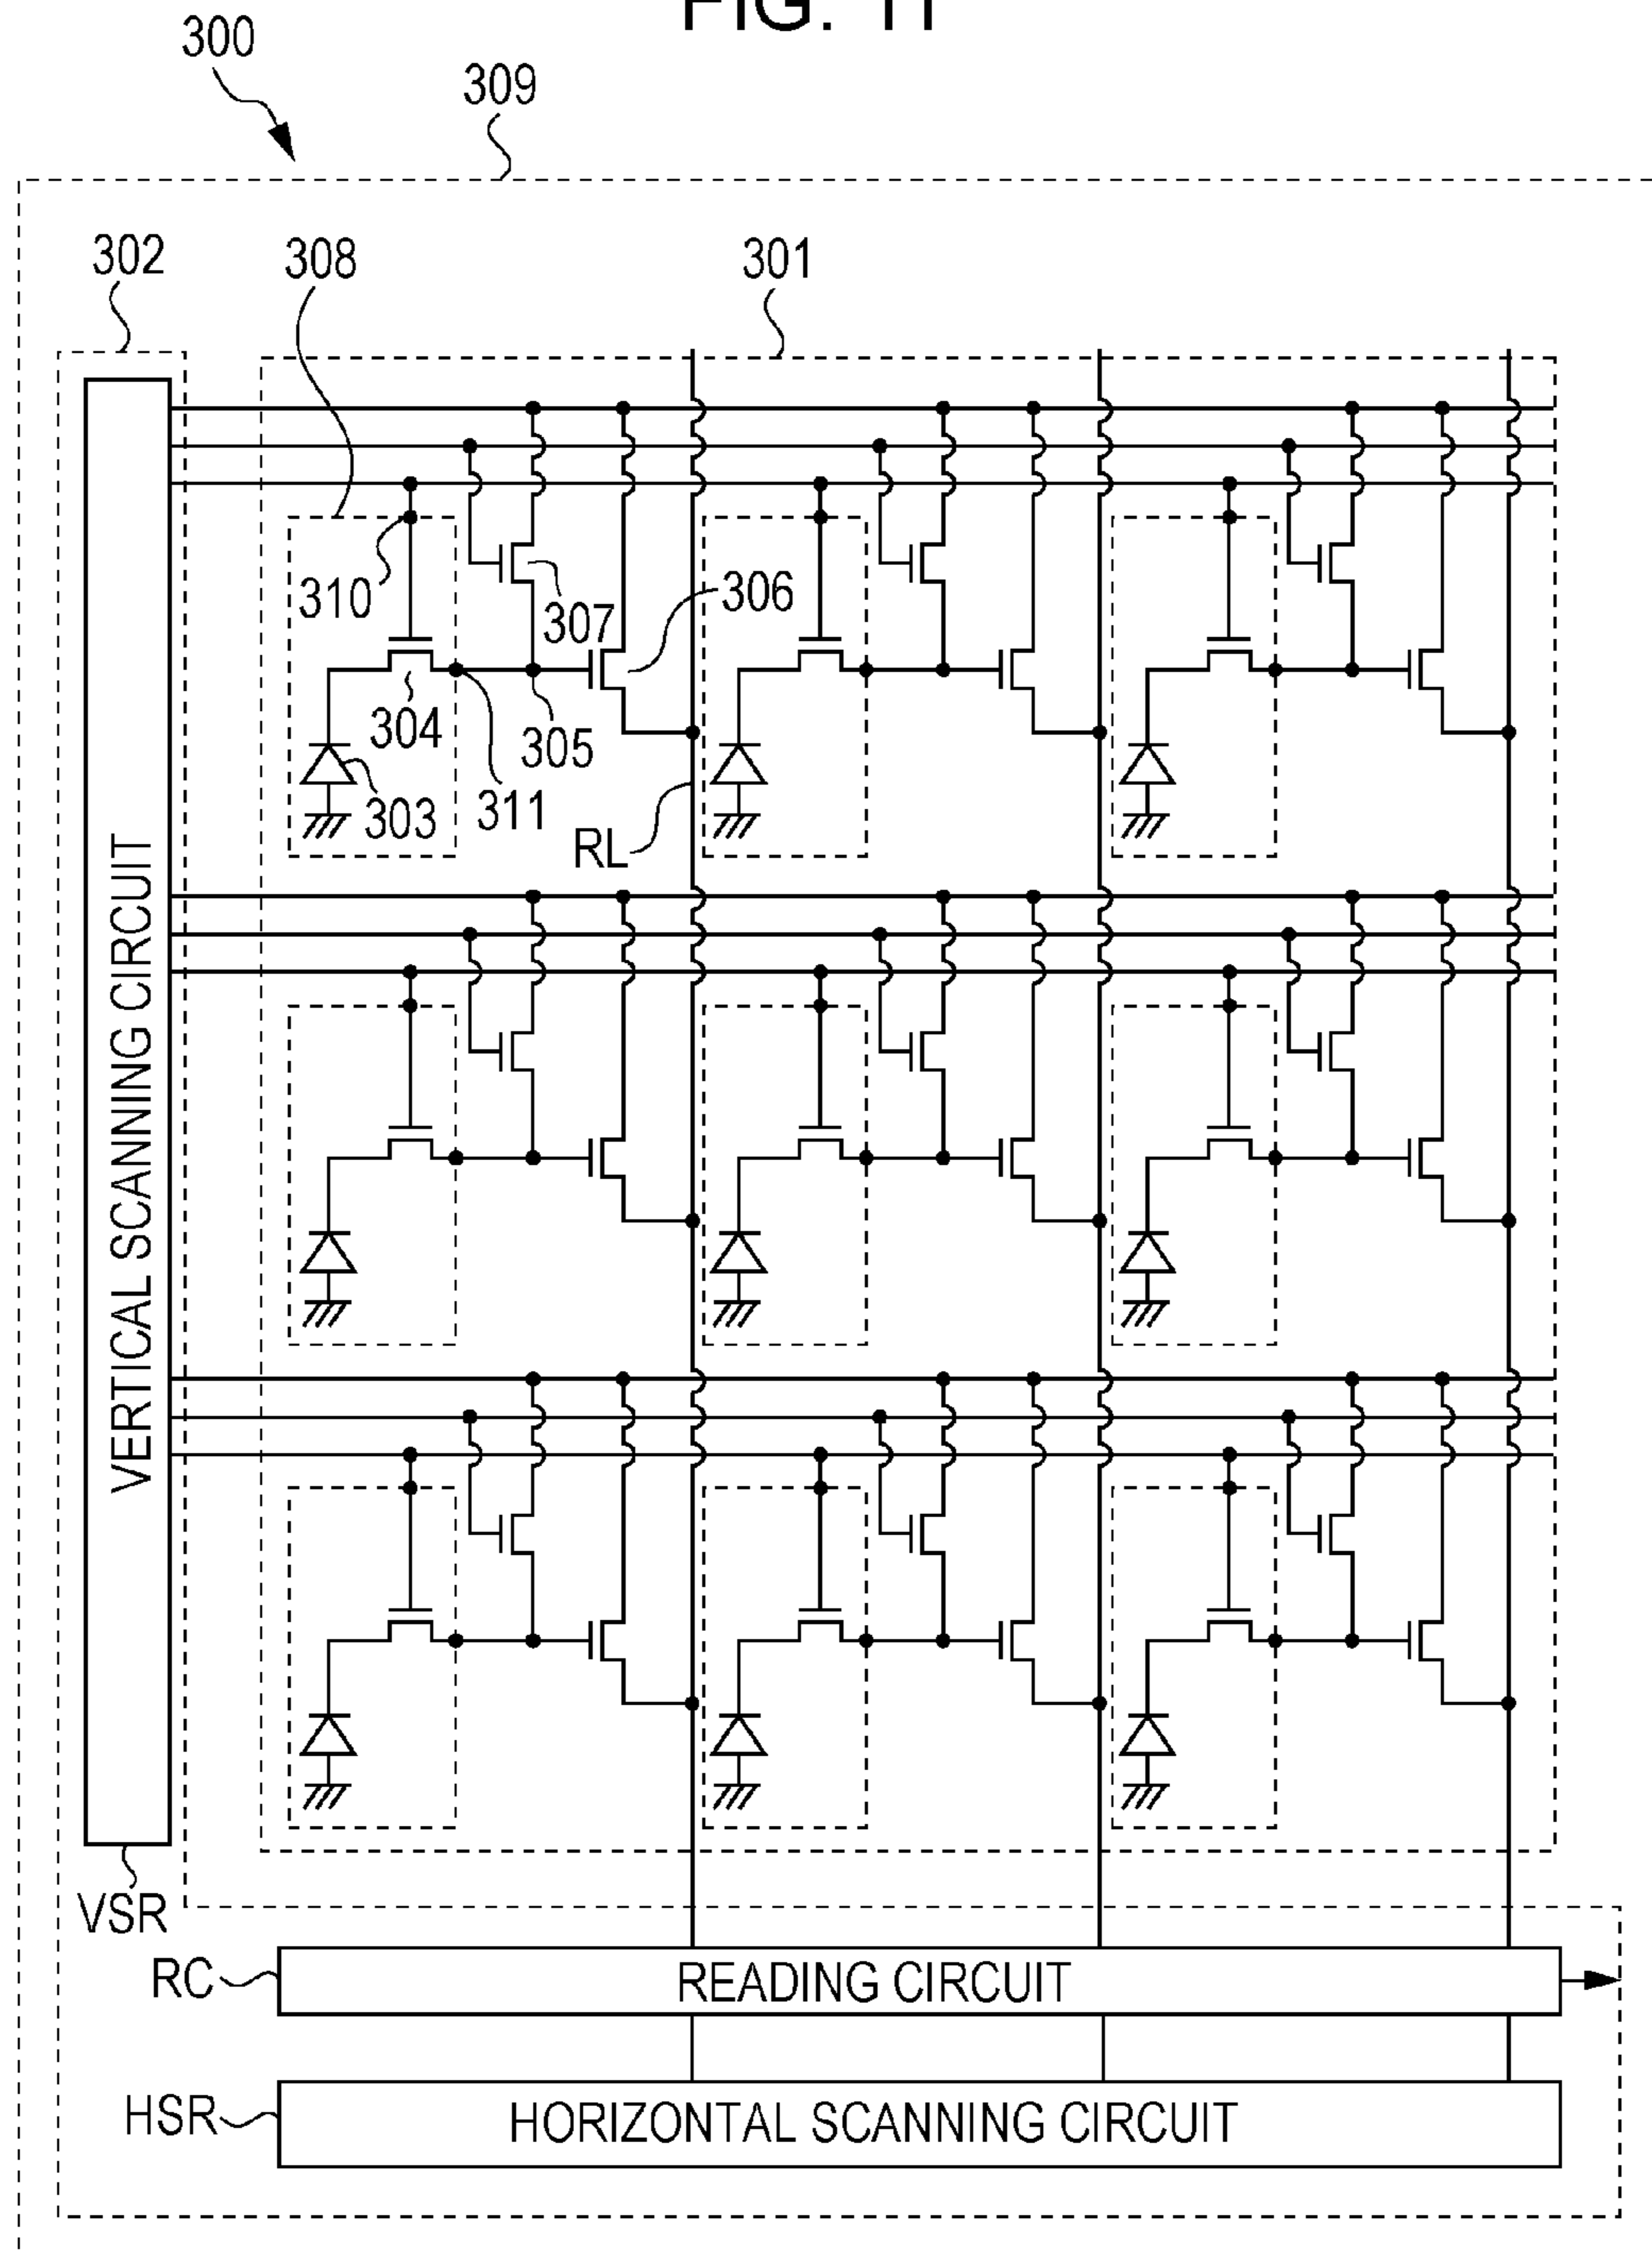 FIG. 11
300
309
302
308
301
310
307
306
304
305
303
311
RL
VERTICAL SCANNING CIRCUIT
VSR
RC
READING CIRCUIT
HSR
HORIZONTAL SCANNING CIRCUIT